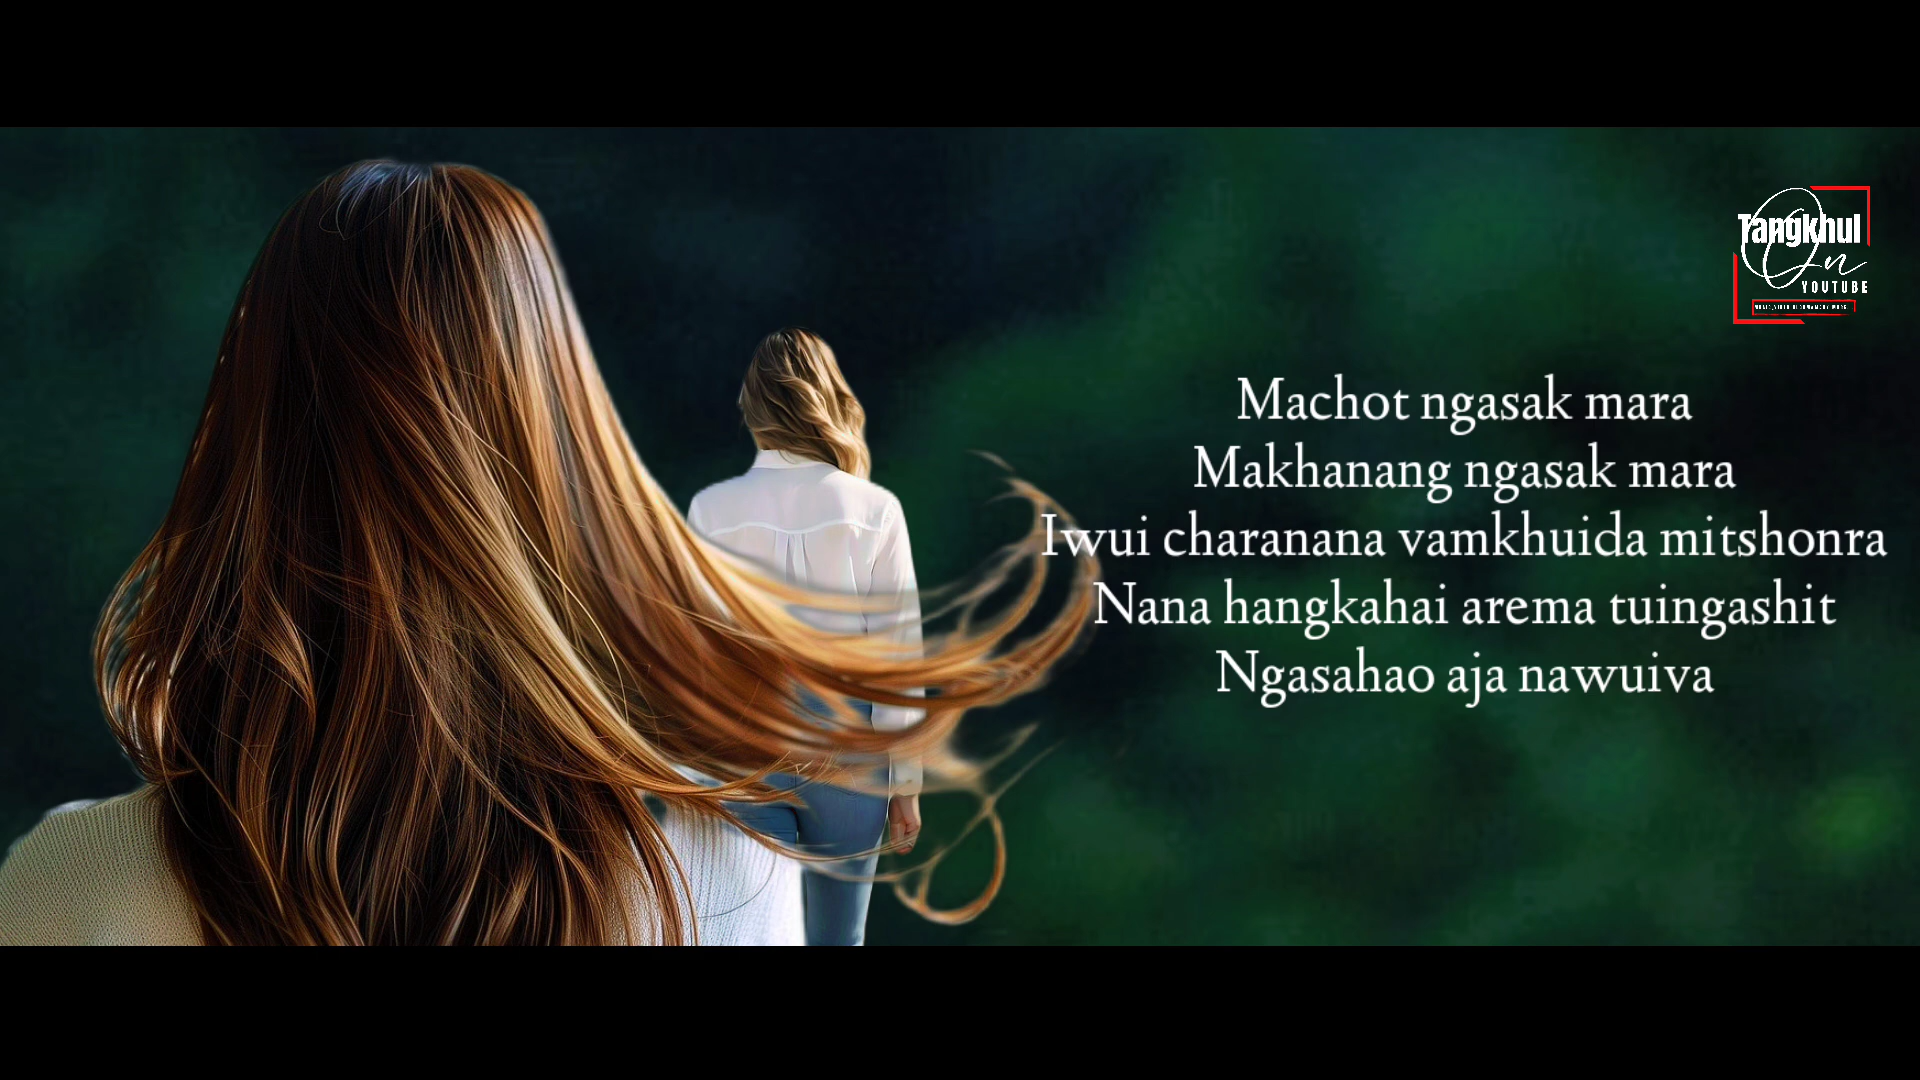 Tangkhul
On
YOUTUBE
Machot ngasak mara
Makhanang ngasak mara
Iwui charanana vamkhuida mitshonra
Nana hangkahai arema tuingashit
Ngasahao aja nawuiva